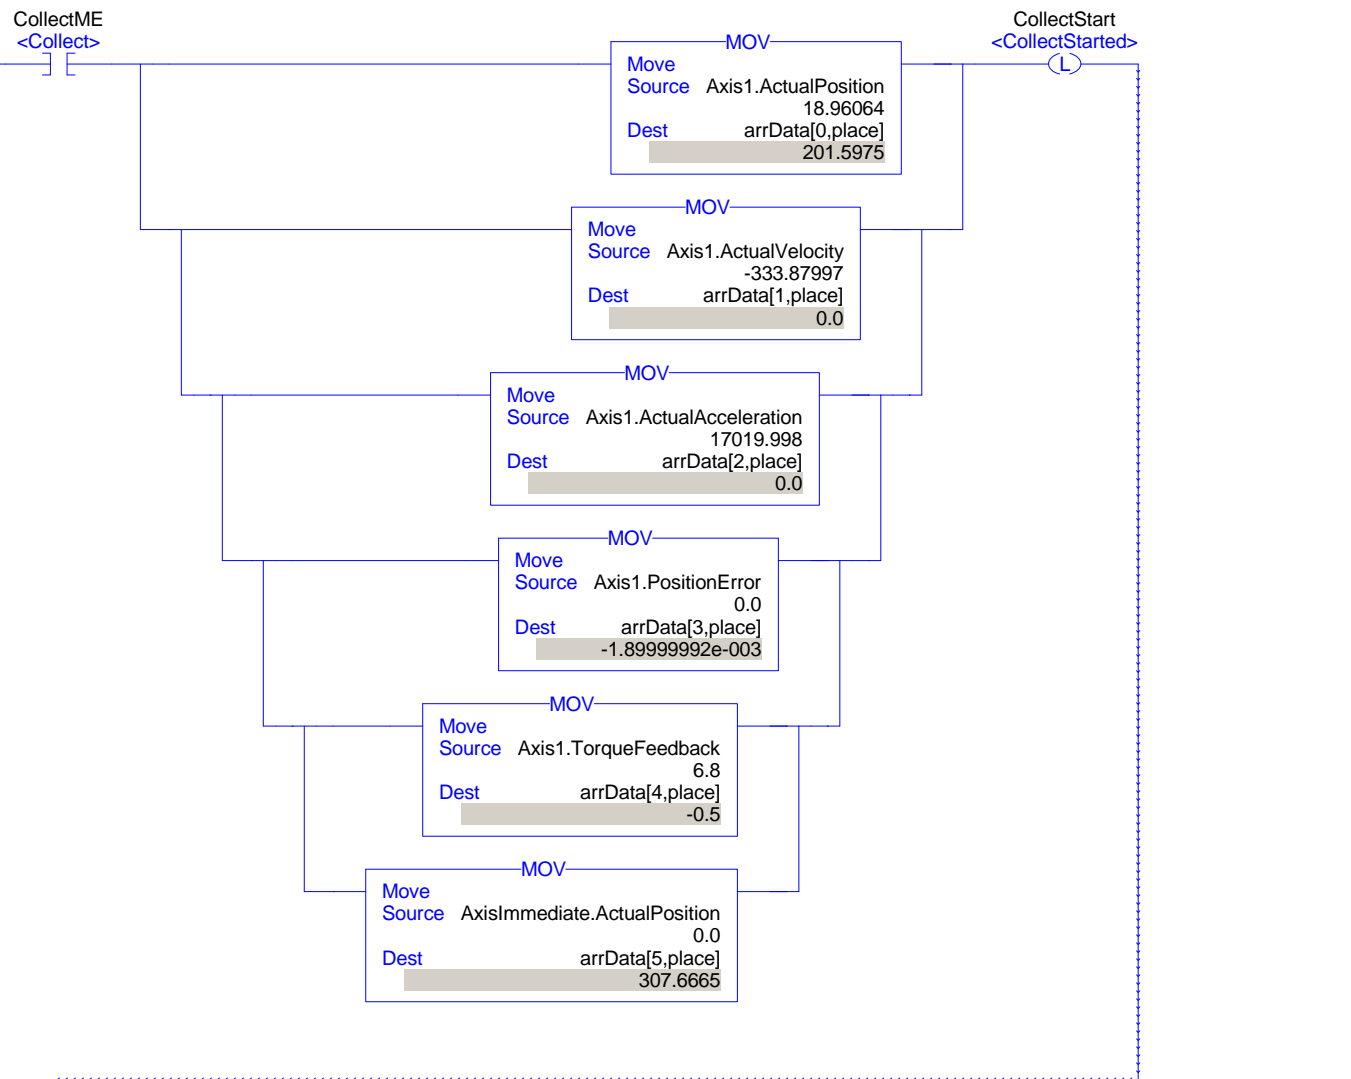 CollectME
<Collect>
CollectStart
<CollectStarted>
L
MOV
Move
Source Axis1.ActualPosition
18.96064
Dest arrData[0,place]
201.5975
MOV
Move
Source Axis1.ActualVelocity
-333.87997
Dest arrData[1,place]
0.0
MOV
Move
Source Axis1.ActualAcceleration
17019.998
Dest arrData[2,place]
0.0
MOV
Move
Source Axis1.PositionError
0.0
Dest arrData[3,place]
-1.89999992e-003
MOV
Move
Source Axis1.TorqueFeedback
6.8
Dest arrData[4,place]
-0.5
MOV
Move
Source AxisImmediate.ActualPosition
0.0
Dest arrData[5,place]
307.6665